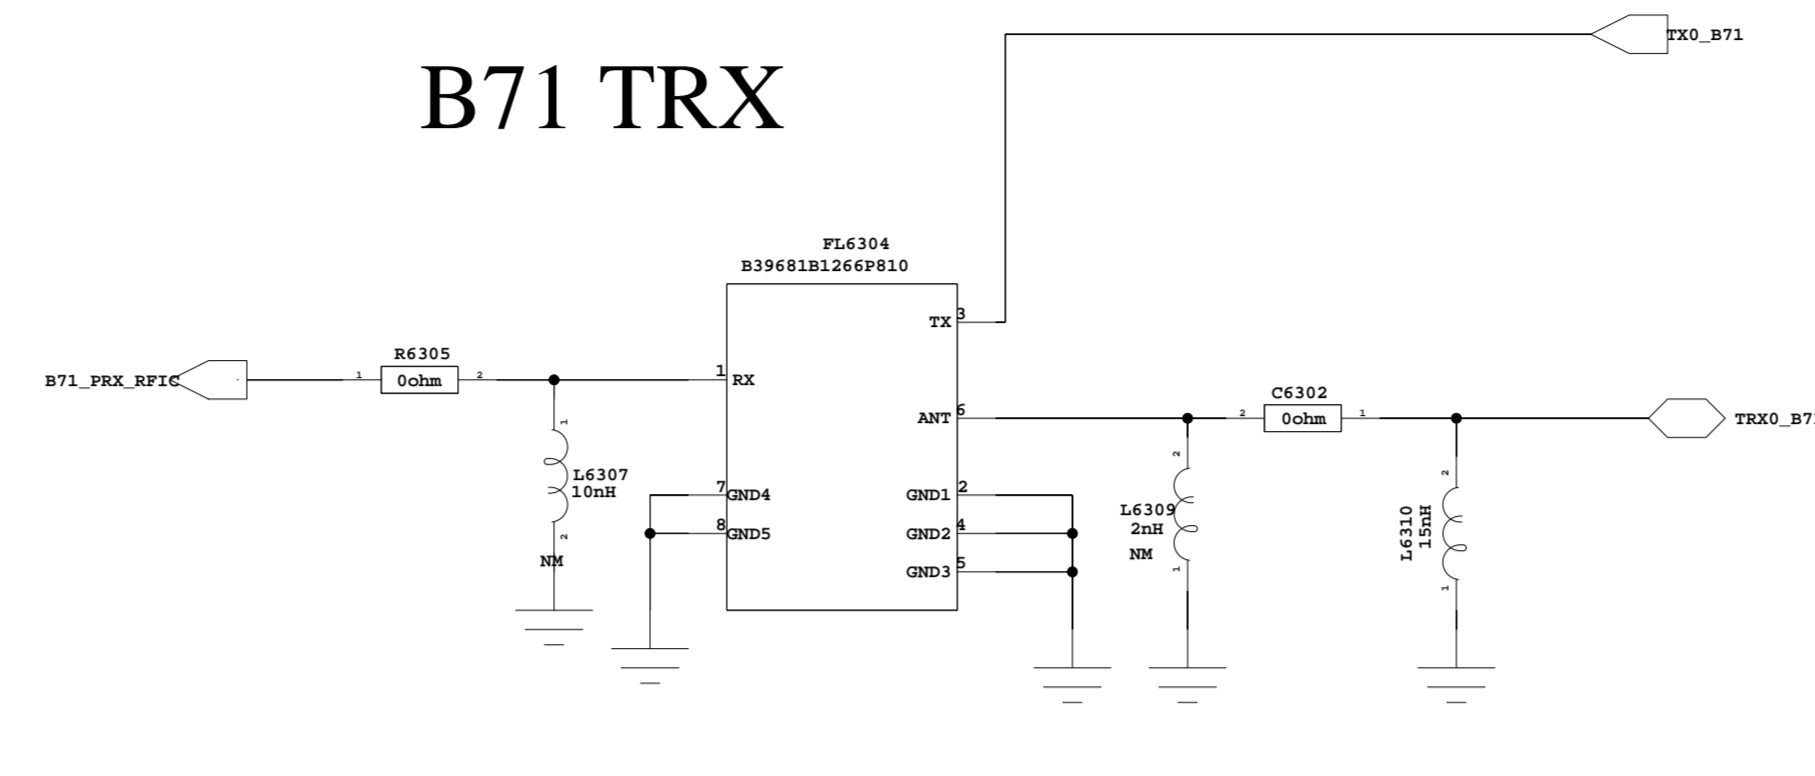 TX0_B71
B71 TRX
FL6304
B39681B1266P810
TX 3
R6305
B71_PRX_RFIC
1 0ohm 2
1 RX
C6302
ANT 6
2 0ohm 1
TRX0_B7
1
L6307
10nH
2
NM
7 GND4
8 GND5
GND1 2
GND2 4
GND3 5
2
L6309
2nH
NM
1
2
L6310
15nH
1